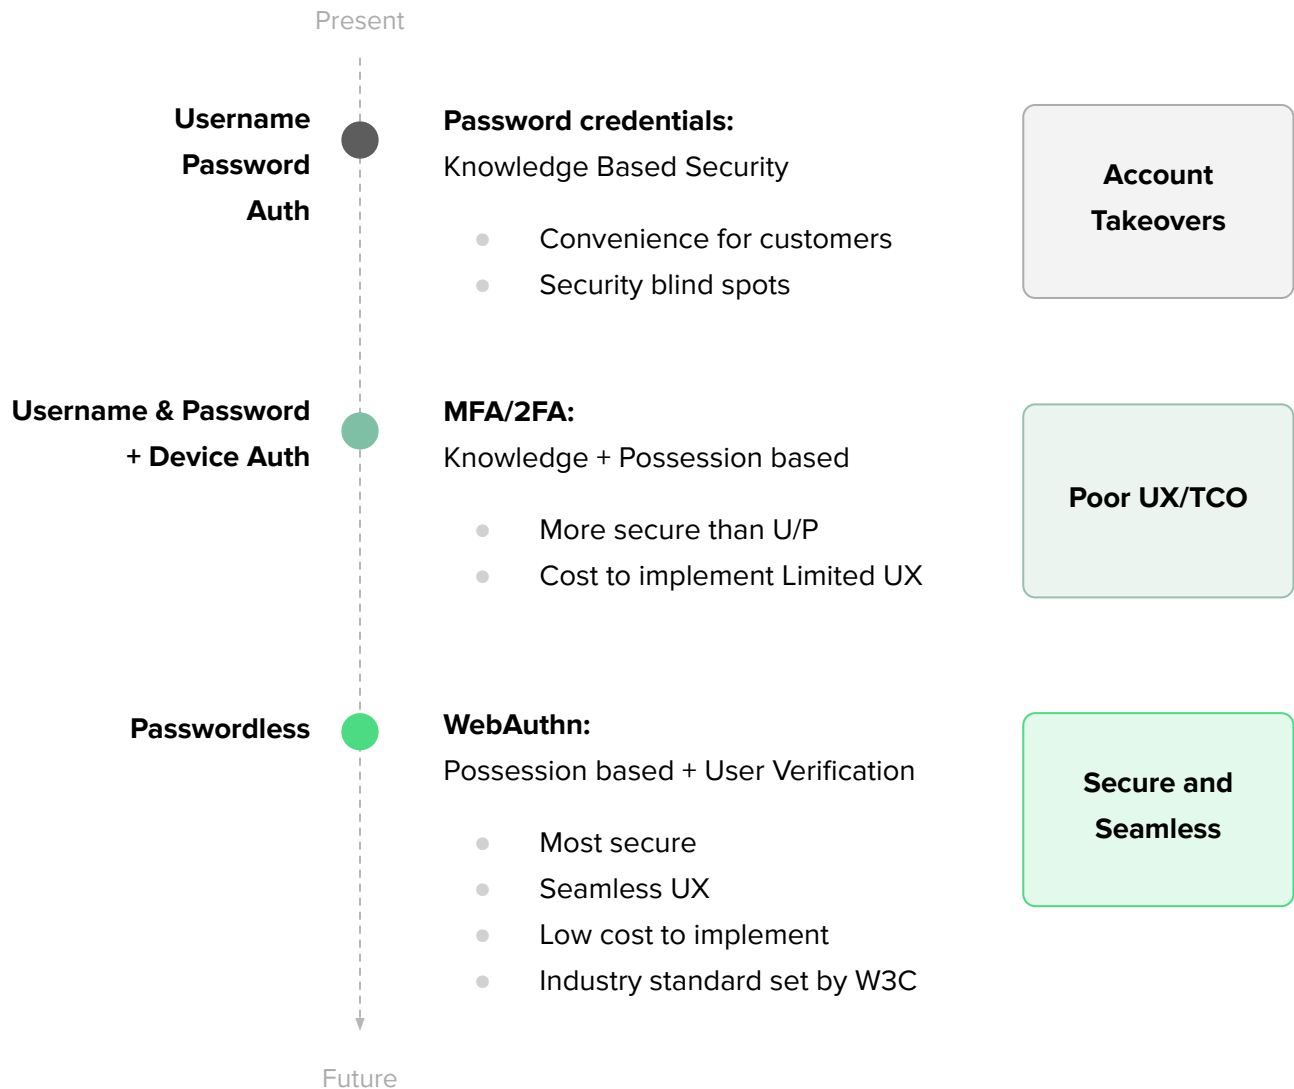 Present
Username
Password
Auth
Password credentials:
Knowledge Based Security
Convenience for customers
Security blind spots
Account
Takeovers
Username & Password
+ Device Auth
MFA/2FA:
Knowledge + Possession based
More secure than U/P
Cost to implement Limited UX
Poor UX/TCO
Passwordless
WebAuthn:
Possession based + User Verification
Most secure
Seamless UX
Low cost to implement
Industry standard set by W3C
Secure and
Seamless
Future